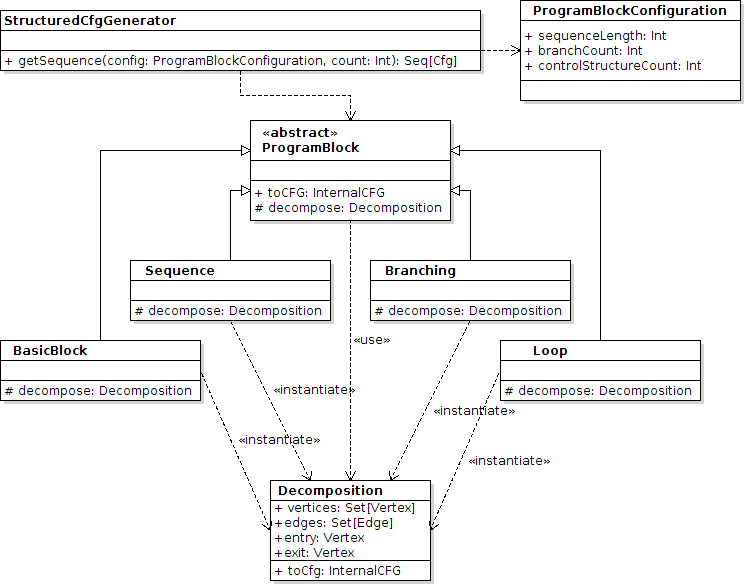 StructuredCfgGenerator
+ getSequence(config: ProgramBlockConfiguration, count: Int): Seq[Cfg]
ProgramBlockConfiguration
+ sequenceLength: Int
+ branchCount: Int
+ controlStructureCount: Int
«abstract»
ProgramBlock
+ toCFG: InternalCFG
# decompose: Decomposition
Sequence
# decompose: Decomposition
Branching
# decompose: Decomposition
BasicBlock
# decompose: Decomposition
Loop
# decompose: Decomposition
«use»
«instantiate»
«instantiate»
«instantiate»
«instantiate»
Decomposition
+ vertices: Set[Vertex]
+edges: Set[Edge]
+entry: Vertex
+exit: Vertex
+ toCfg: InternalCFG